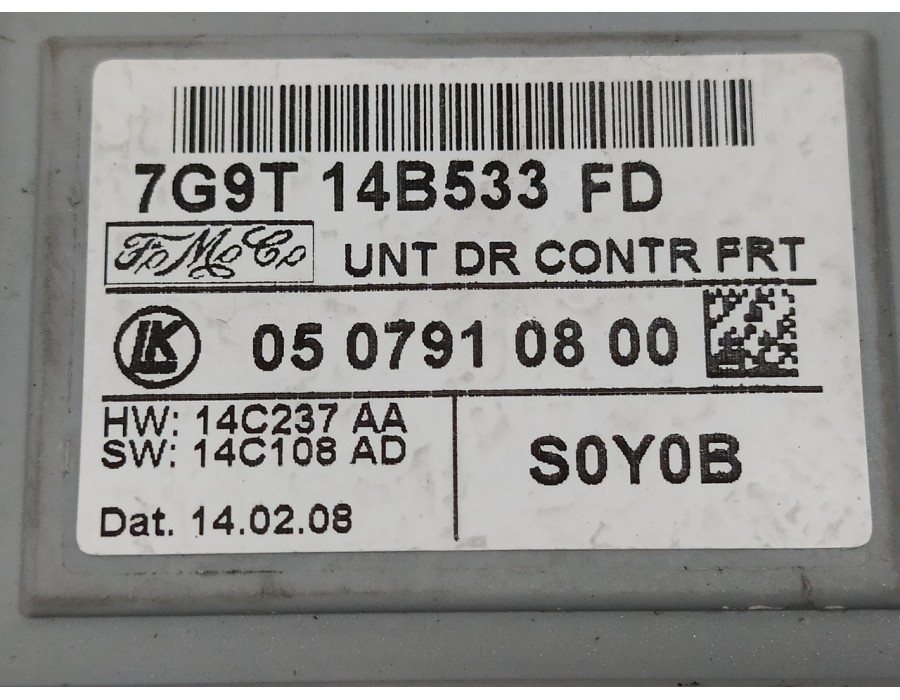 7G9T 14B533 FD
FoMoCo UNT DR CONTR FRT
LK 05 0791 08 00
HW: 14C237 AA
SW: 14C108 AD
S0Y0B
Dat. 14.02.08